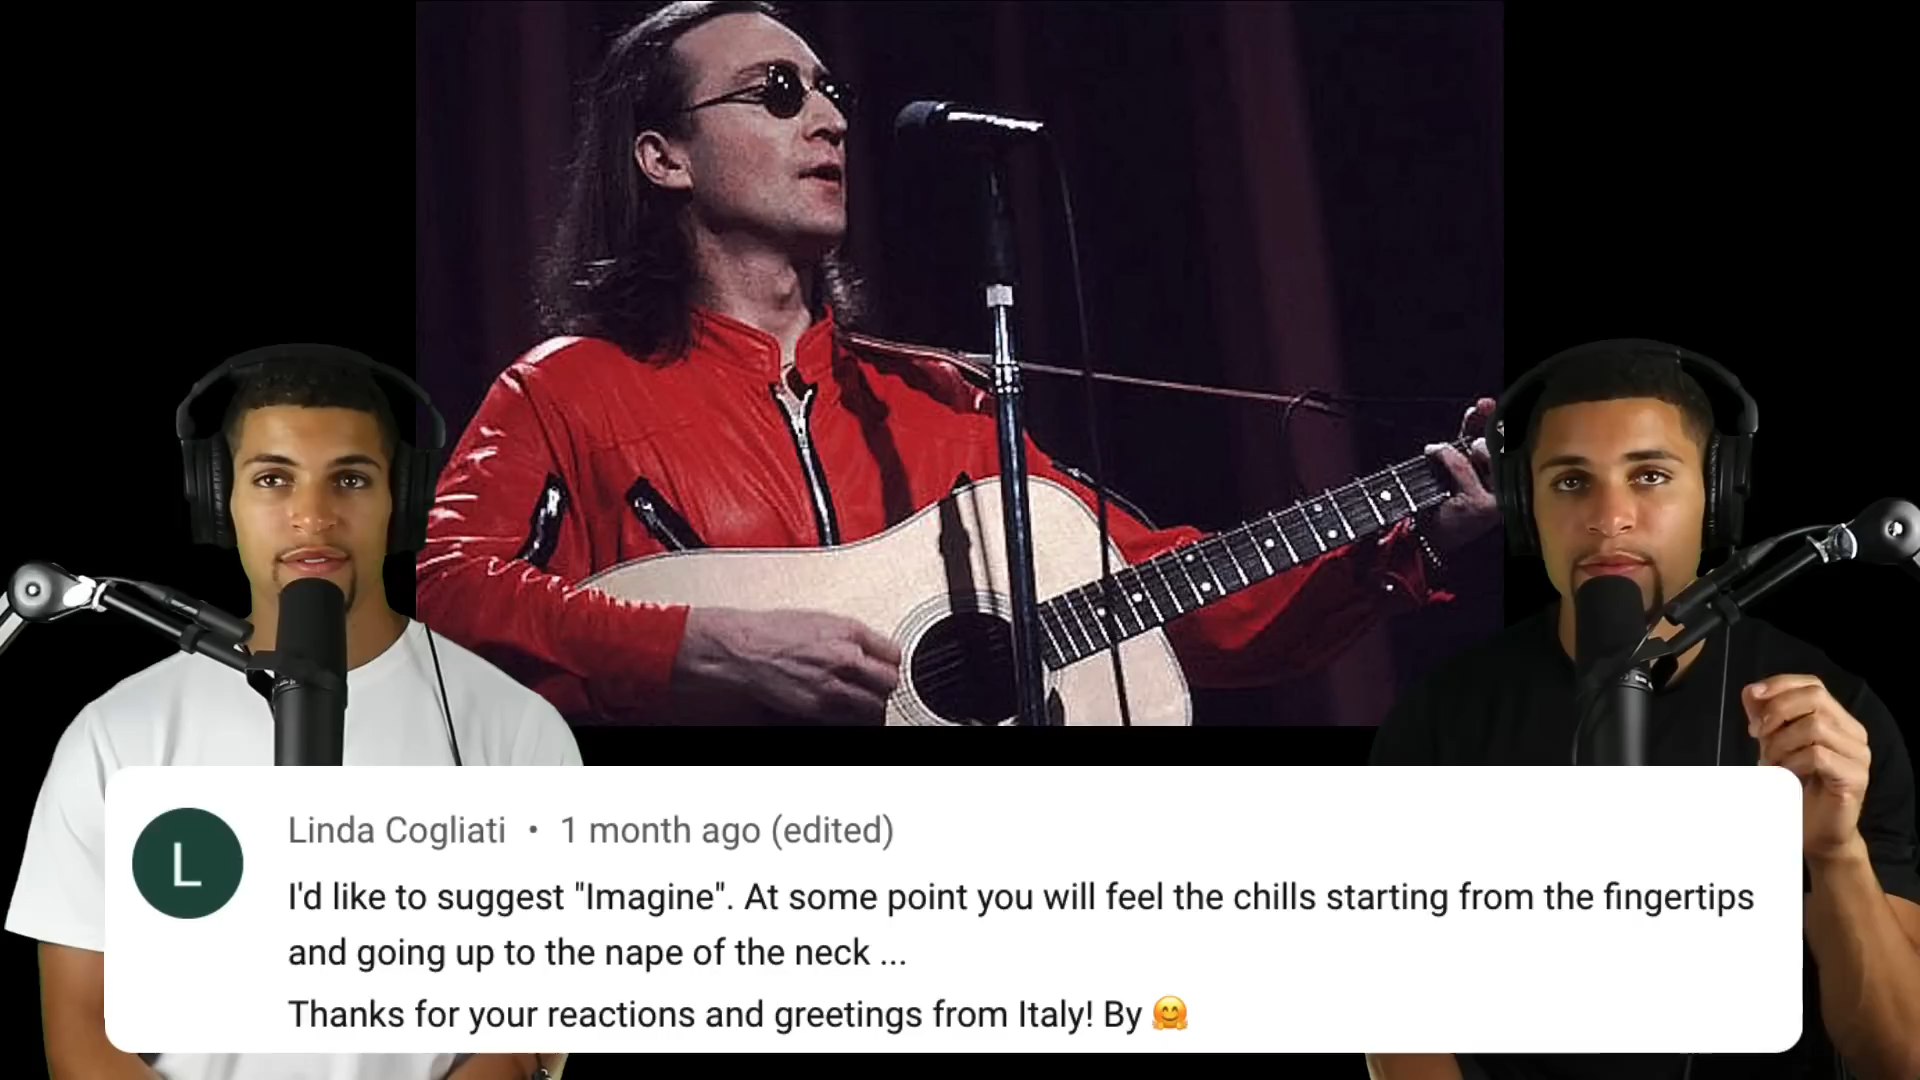 L
Linda Cogliati • 1 month ago (edited)
I'd like to suggest "Imagine". At some point you will feel the chills starting from the fingertips
and going up to the nape of the neck ...
Thanks for your reactions and greetings from Italy! By 🤗